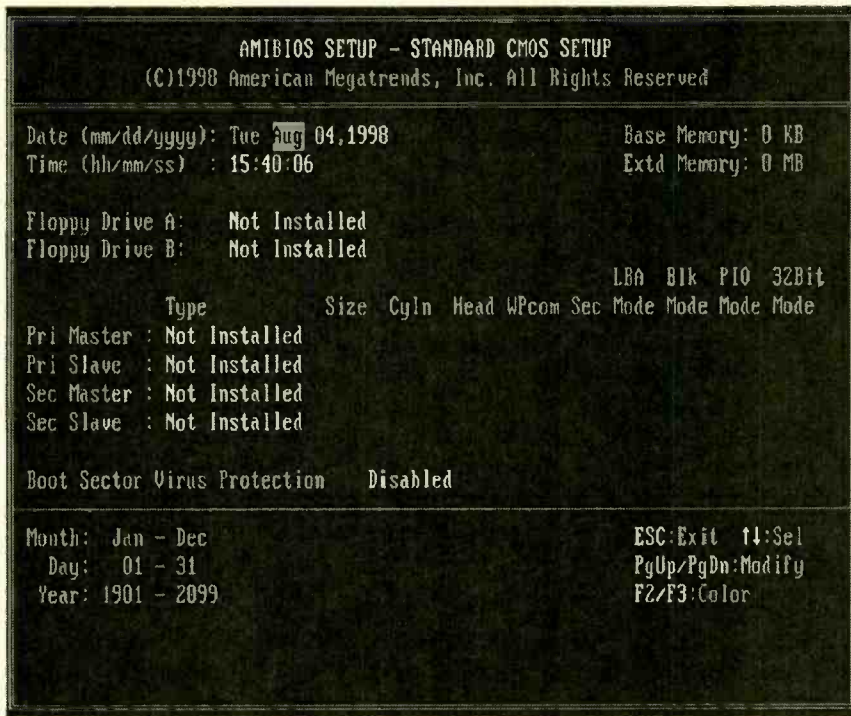 AMIBIOS SETUP - STANDARD CMOS SETUP
(C)1998 American Megatrends, Inc. All Rights Reserved
Date (mm/dd/yyyy): Tue Aug 04,1998 Base Memory: 0 KB
Time (hh/mm/ss) : 15:40:06 Extd Memory: 0 MB
Floppy Drive A: Not Installed
Floppy Drive B: Not Installed
LBA Blk PIO 32Bit
Type Size Cyln Head WPcom Sec Mode Mode Mode Mode
Pri Master : Not Installed
Pri Slave : Not Installed
Sec Master : Not Installed
Sec Slave : Not Installed
Boot Sector Virus Protection Disabled
Month: Jan - Dec ESC:Exit ↑↓:Sel
Day: 01 - 31 PgUp/PgDn:Modify
Year: 1901 - 2099 F2/F3:Color